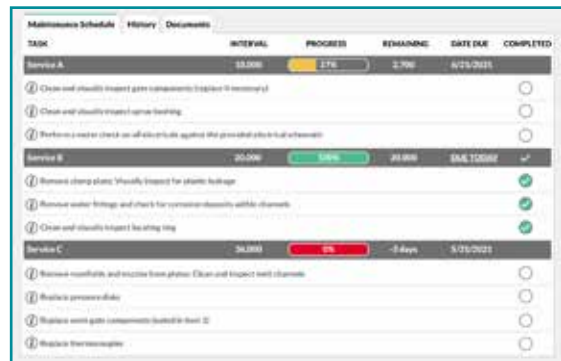 Maintenance Schedule History Documents
TASK INTERVAL PROGRESS REMAINING DATE DUE COMPLETED
Service A 10,000 27% 2,700 6/21/2021
Clean and visually inspect gate components (replace if necessary)
Clean and visually inspect sprue bushing
Perform a meter check on all electricals against the provided electrical schematic
Service B 20,000 100% 20,000 DUE TODAY
Remove clamp plate; Visually inspect for plastic leakage
Remove water fittings and check for corrosion deposits within channels
Clean and visually inspect locating ring
Service C 0% -3 days 5/21/2021
Remove manifolds and nozzles from plates; Clean and inspect melt channels
Replace pressure disks
Replace worn gate components
Replace thermocouples